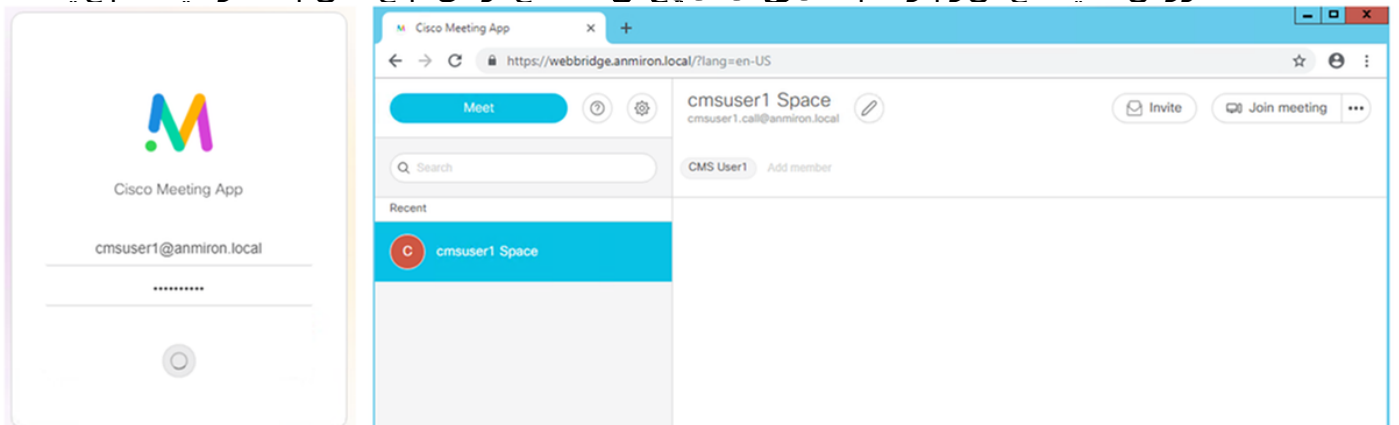 Cisco Meeting App
cmsuser1@anmiron.local
••••••••••
Cisco Meeting App
https://webbridge.anmiron.local/?lang=en-US
Meet
cmsuser1 Space
cmsuser1.call@anmiron.local
Invite
Join meeting
Search
CMS User1 Add member
Recent
C cmsuser1 Space